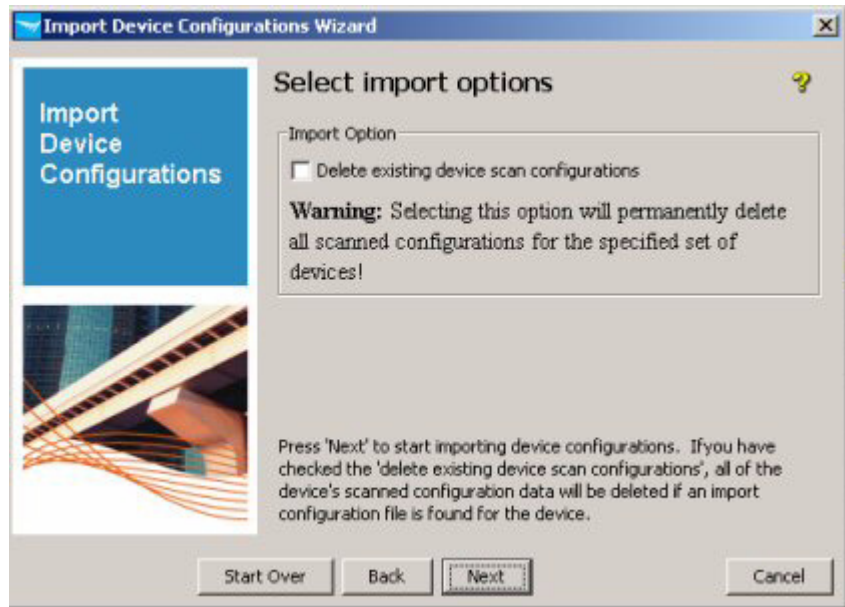 Import Device Configurations Wizard
Import
Device
Configurations
Select import options
Import Option
Delete existing device scan configurations
Warning: Selecting this option will permanently delete
all scanned configurations for the specified set of
devices!
Press 'Next' to start importing device configurations. Ifyou have
checked the 'delete existing device scan configurations', all of the
device's scanned configuration data will be deleted if an import
configuration file is found for the device.
Start Over
Back
Next
Cancel